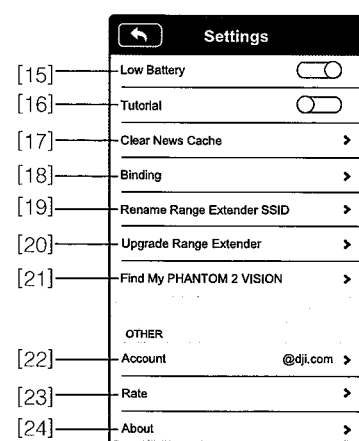 Settings
[15] Low Battery
[16] Tutorial
[17] Clear News Cache >
[18] Binding >
[19] Rename Range Extender SSID >
[20] Upgrade Range Extender >
[21] Find My PHANTOM 2 VISION >
OTHER
[22] Account @dji.com >
[23] Rate >
[24] About >